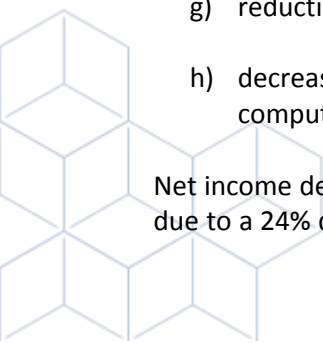 g) reducti
h) decreas
comput
Net income de
due to a 24%